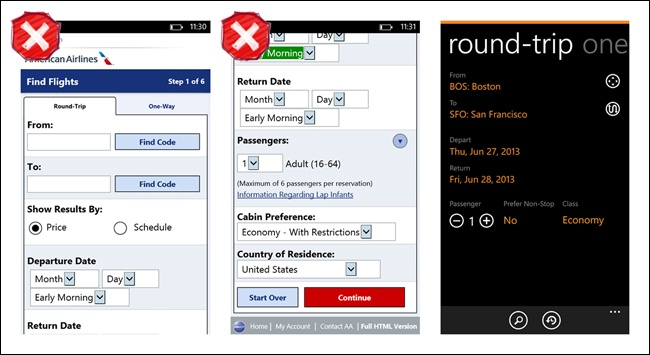 11:30
American Airlines
Find Flights Step 1 of 6
Round-Trip One-Way
From:
Find Code
To:
Find Code
Show Results By:
Price Schedule
Departure Date
Month Day
Early Morning
Return Date
11:31
Month Day
Early Morning
Return Date
Month Day
Early Morning
Passengers:
1 Adult (16-64)
(Maximum of 6 passengers per reservation)
Information Regarding Lap Infants
Cabin Preference:
Economy - With Restrictions
Country of Residence:
United States
Start Over Continue
Home | My Account | Contact AA | Full HTML Version
round-trip one
From
BOS: Boston
To
SFO: San Francisco
Depart
Thu, Jun 27, 2013
Return
Fri, Jun 28, 2013
Passenger Prefer Non-Stop Class
1 No Economy